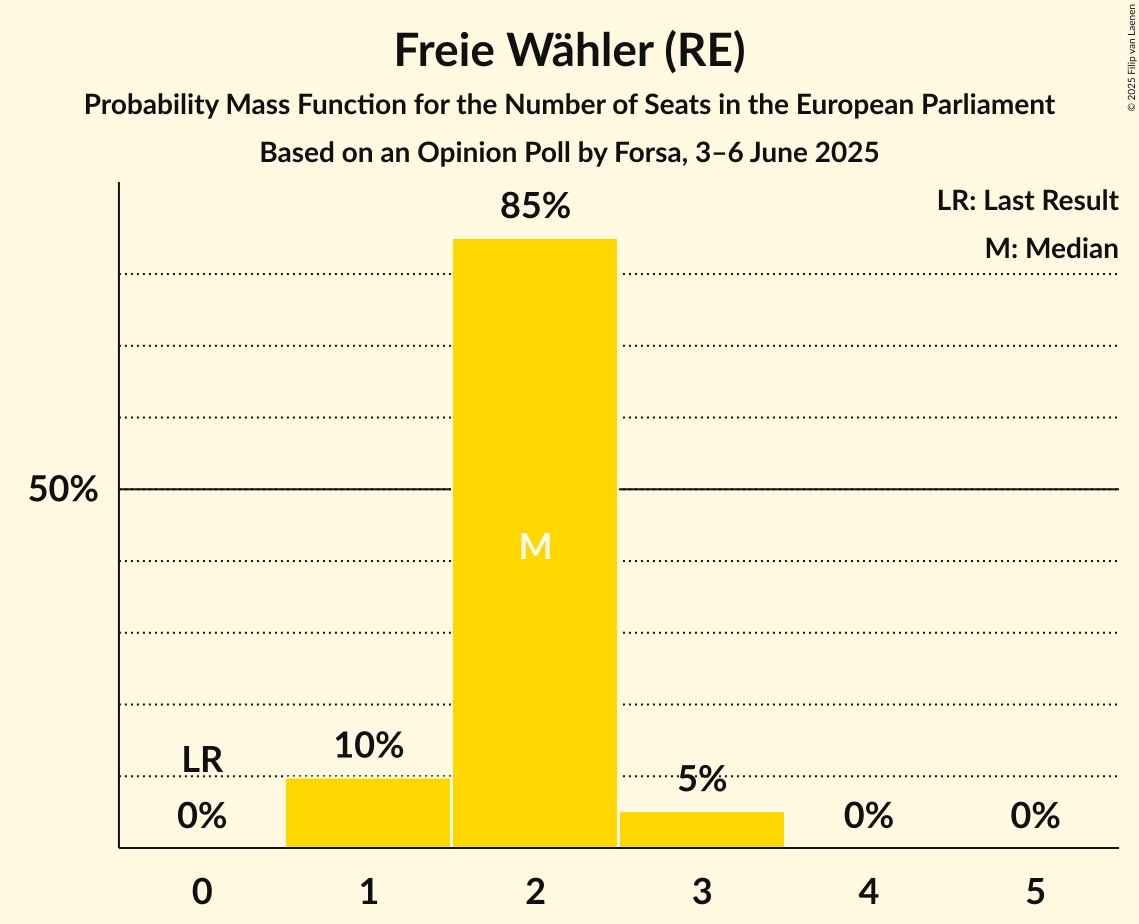 Freie Wähler (RE)
Probability Mass Function for the Number of Seats in the European Parliament
Based on an Opinion Poll by Forsa, 3–6 June 2025
© 2025 Filip van Laenen
LR: Last Result
M: Median
85%
50%
M
LR
10%
5%
0%
0%
0%
0 1 2 3 4 5